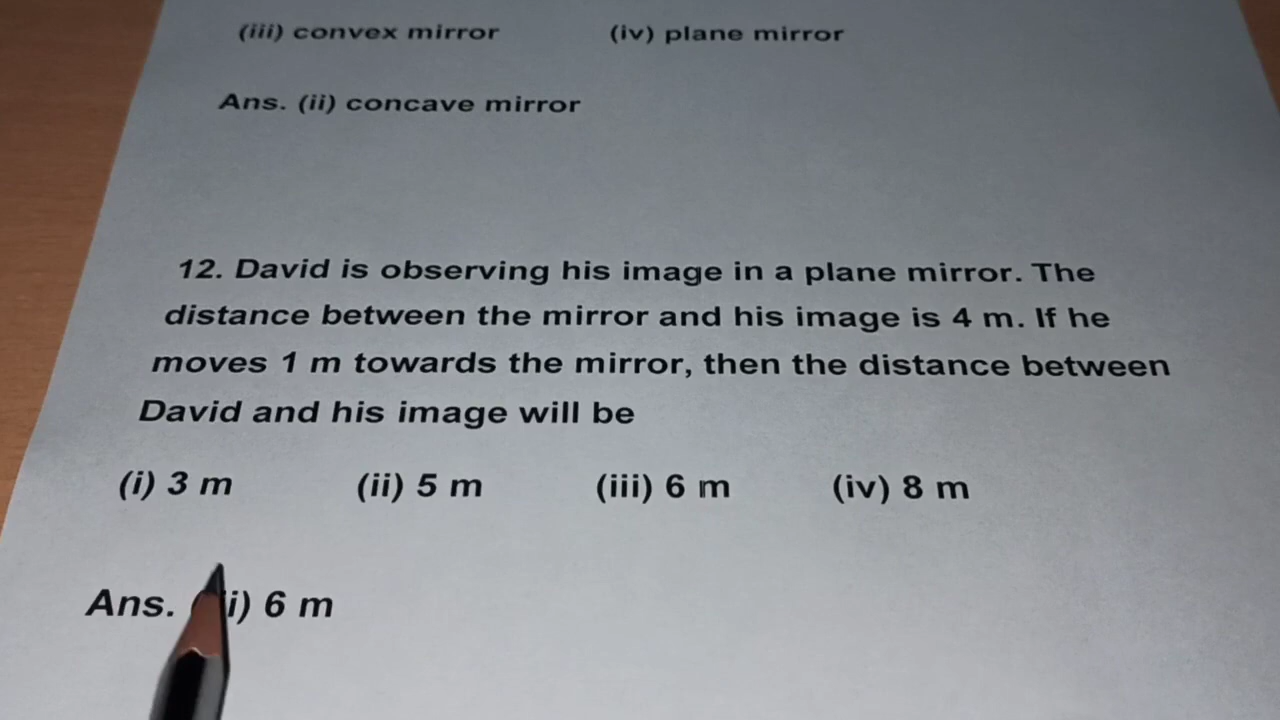 (iii) convex mirror (iv) plane mirror
Ans. (ii) concave mirror
12. David is observing his image in a plane mirror. The
distance between the mirror and his image is 4 m. If he
moves 1 m towards the mirror, then the distance between
David and his image will be
(i) 3 m (ii) 5 m (iii) 6 m (iv) 8 m
Ans. 6 m